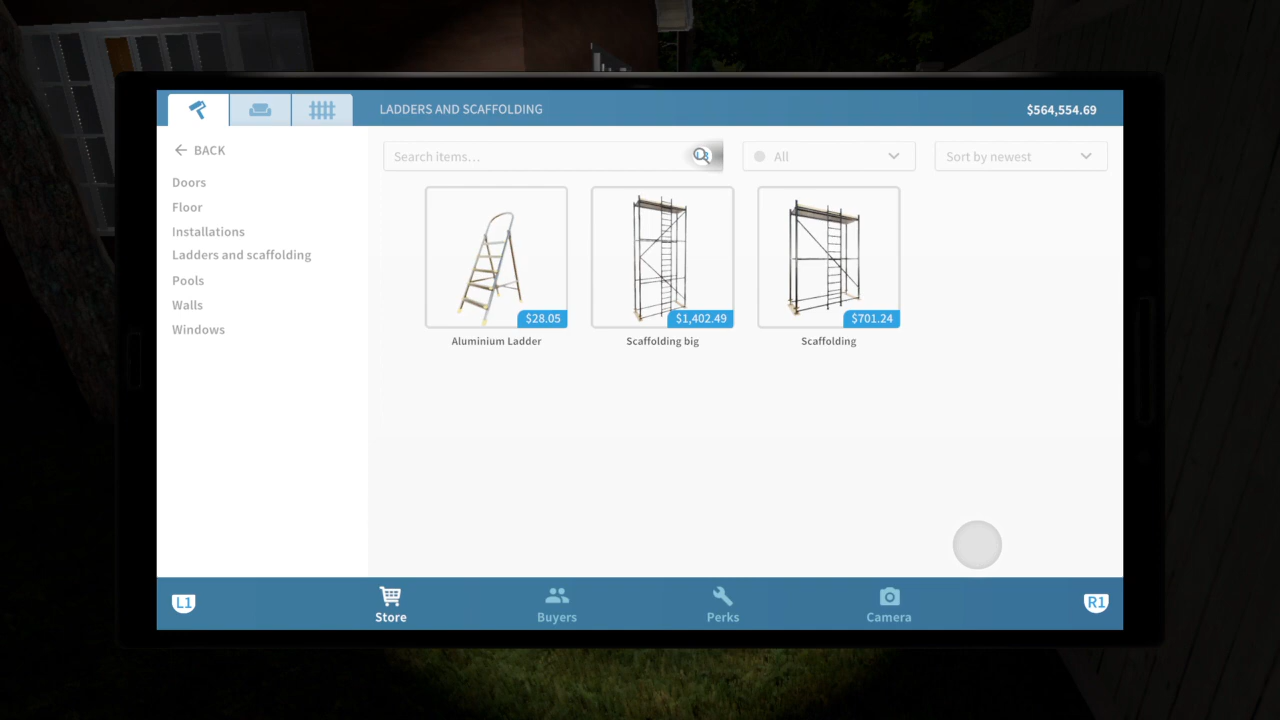 LADDERS AND SCAFFOLDING
$564,554.69
BACK
Search items...
All
Sort by newest
Doors
Floor
Installations
Ladders and scaffolding
Pools
Walls
Windows
$28.05
$1,402.49
$701.24
Aluminium Ladder
Scaffolding big
Scaffolding
L1
Store
Buyers
Perks
Camera
R1